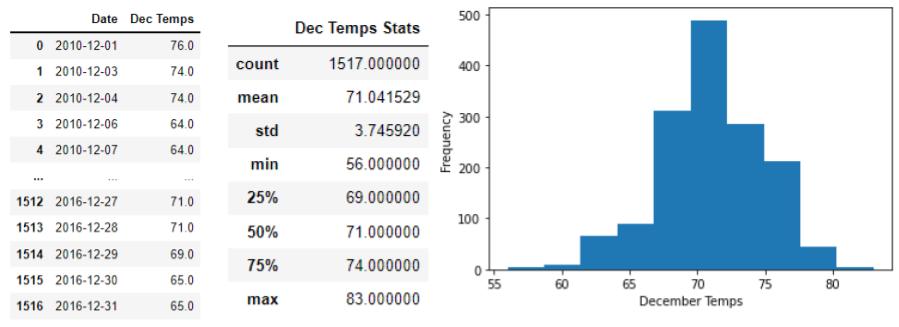 Date Dec Temps
0 2010-12-01 76.0
1 2010-12-03 74.0
2 2010-12-04 74.0
3 2010-12-06 64.0
4 2010-12-07 64.0
... ... ...
1512 2016-12-27 71.0
1513 2016-12-28 71.0
1514 2016-12-29 69.0
1515 2016-12-30 65.0
1516 2016-12-31 65.0
Dec Temps Stats
count 1517.000000
mean 71.041529
std 3.745920
min 56.000000
25% 69.000000
50% 71.000000
75% 74.000000
max 83.000000
500
400
300
200
100
0
Frequency
55 60 65 70 75 80
December Temps